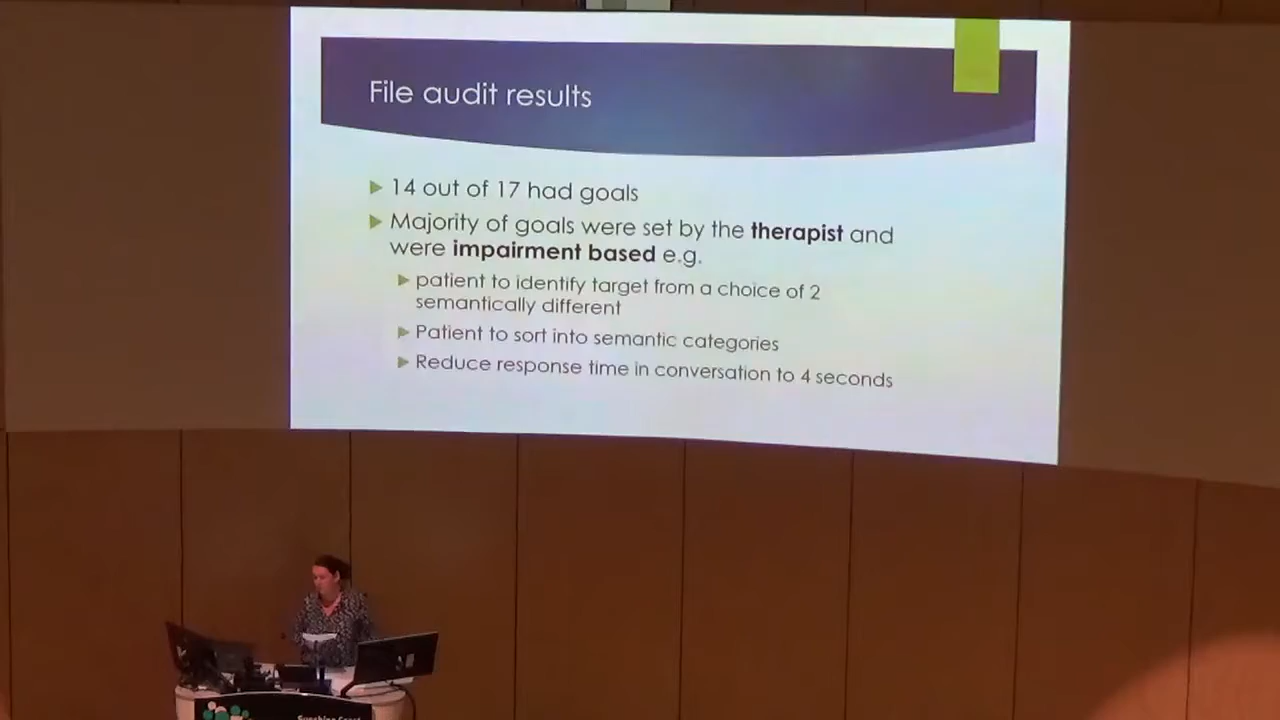 File audit results
14 out of 17 had goals
Majority of goals were set by the therapist and
were impairment based e.g.
patient to identify target from a choice of 2
semantically different
Patient to sort into semantic categories
Reduce response time in conversation to 4 seconds
Sunshine Coast